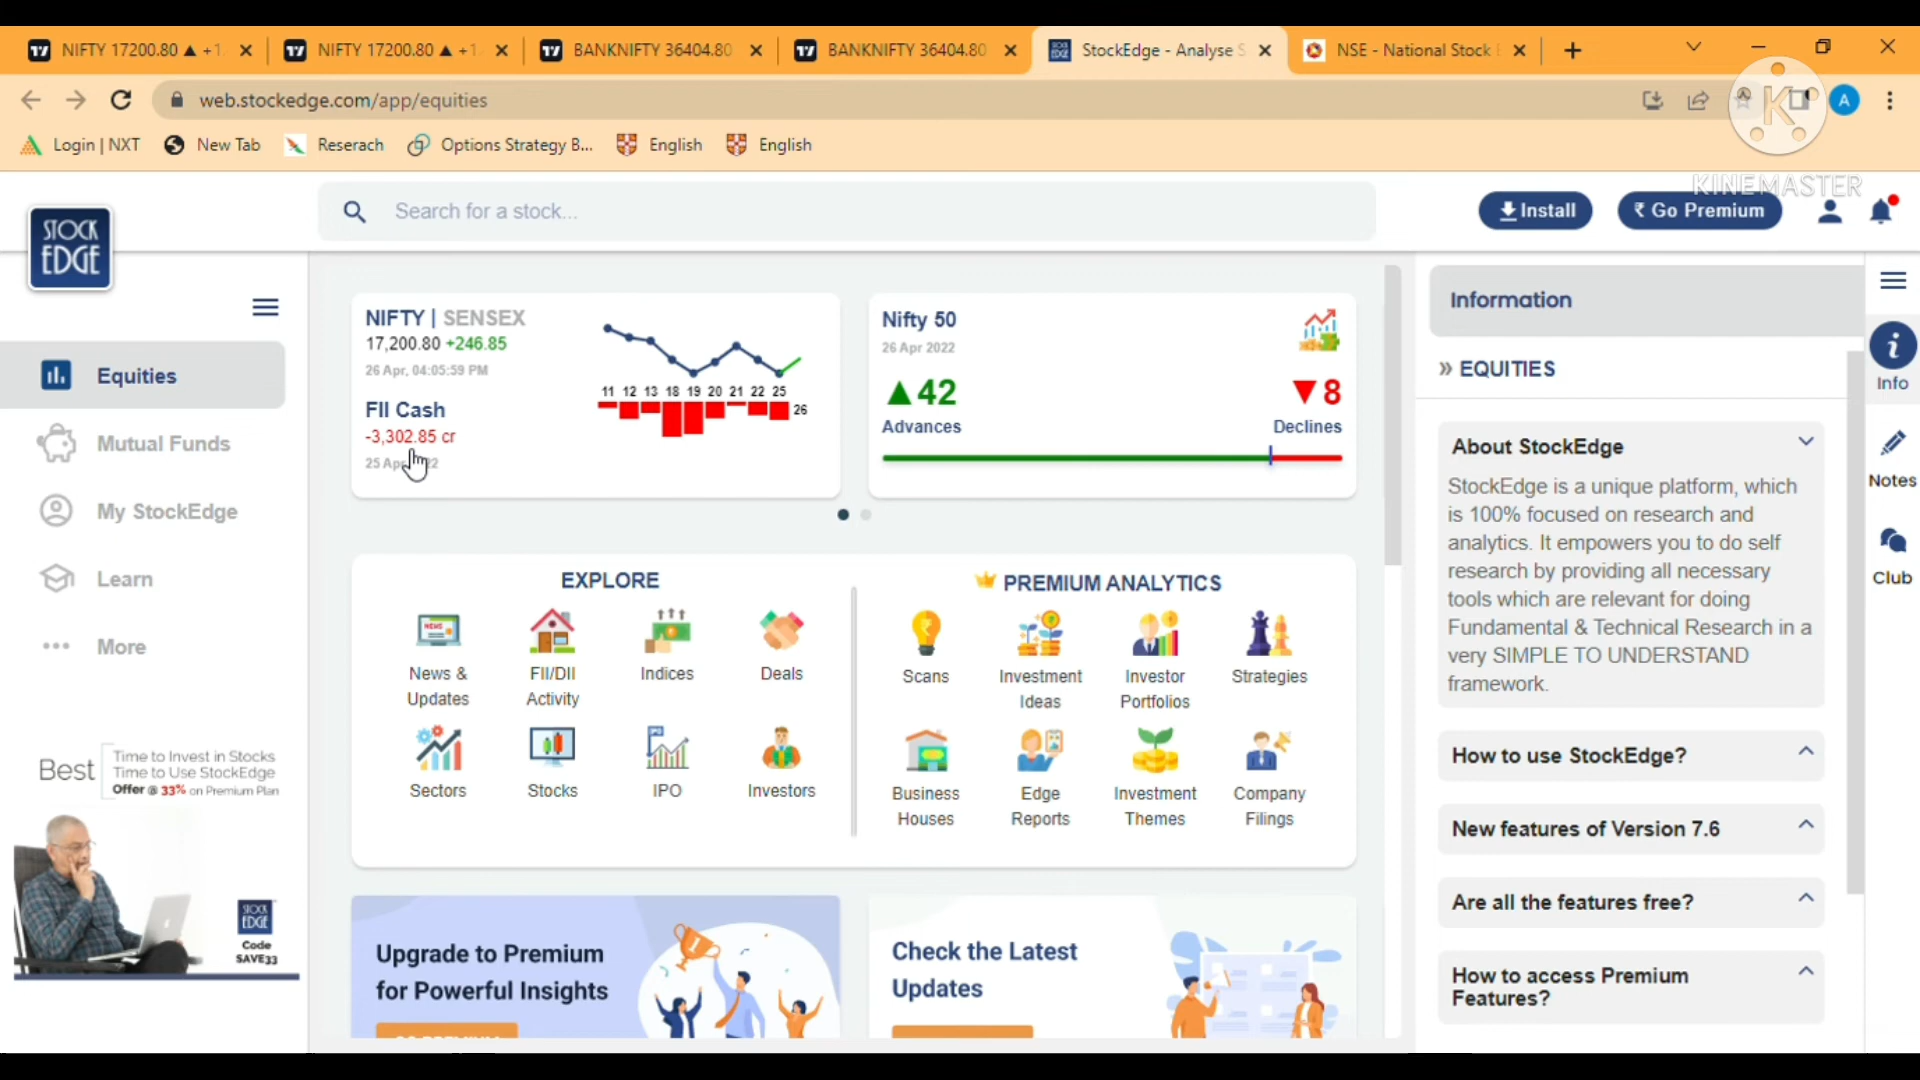 NIFTY 17200.80 ▲ +1.
NIFTY 17200.80 ▲ +1.
BANKNIFTY 36404.80
BANKNIFTY 36404.80
StockEdge - Analyse S
NSE - National Stock E
web.stockedge.com/app/equities
A
Login | NXT
New Tab
Reserach
Options Strategy B...
English
English
KINEMASTER
STOCK
EDGE
Search for a stock...
Install
₹ Go Premium
Equities
Mutual Funds
My StockEdge
Learn
More
Best
Time to Invest in Stocks
Time to Use StockEdge
Offer @ 33% on Premium Plan
STOCK
EDGE
Code
SAVE33
NIFTY | SENSEX
17,200.80 +246.85
26 Apr, 04:05:59 PM
FII Cash
-3,302.85 cr
11 12 13 18 19 20 21 22 25
26
Nifty 50
26 Apr 2022
▲42
Advances
▼8
Declines
EXPLORE
News &
Updates
FII/DII
Activity
Indices
Deals
Sectors
Stocks
IPO
Investors
PREMIUM ANALYTICS
Scans
Investment
Ideas
Investor
Portfolios
Strategies
Business
Houses
Edge
Reports
Investment
Themes
Company
Filings
Upgrade to Premium
for Powerful Insights
Check the Latest
Updates
Information
» EQUITIES
About StockEdge
StockEdge is a unique platform, which
is 100% focused on research and
analytics. It empowers you to do self
research by providing all necessary
tools which are relevant for doing
Fundamental & Technical Research in a
very SIMPLE TO UNDERSTAND
framework.
How to use StockEdge?
New features of Version 7.6
Are all the features free?
How to access Premium
Features?
Info
Notes
Club